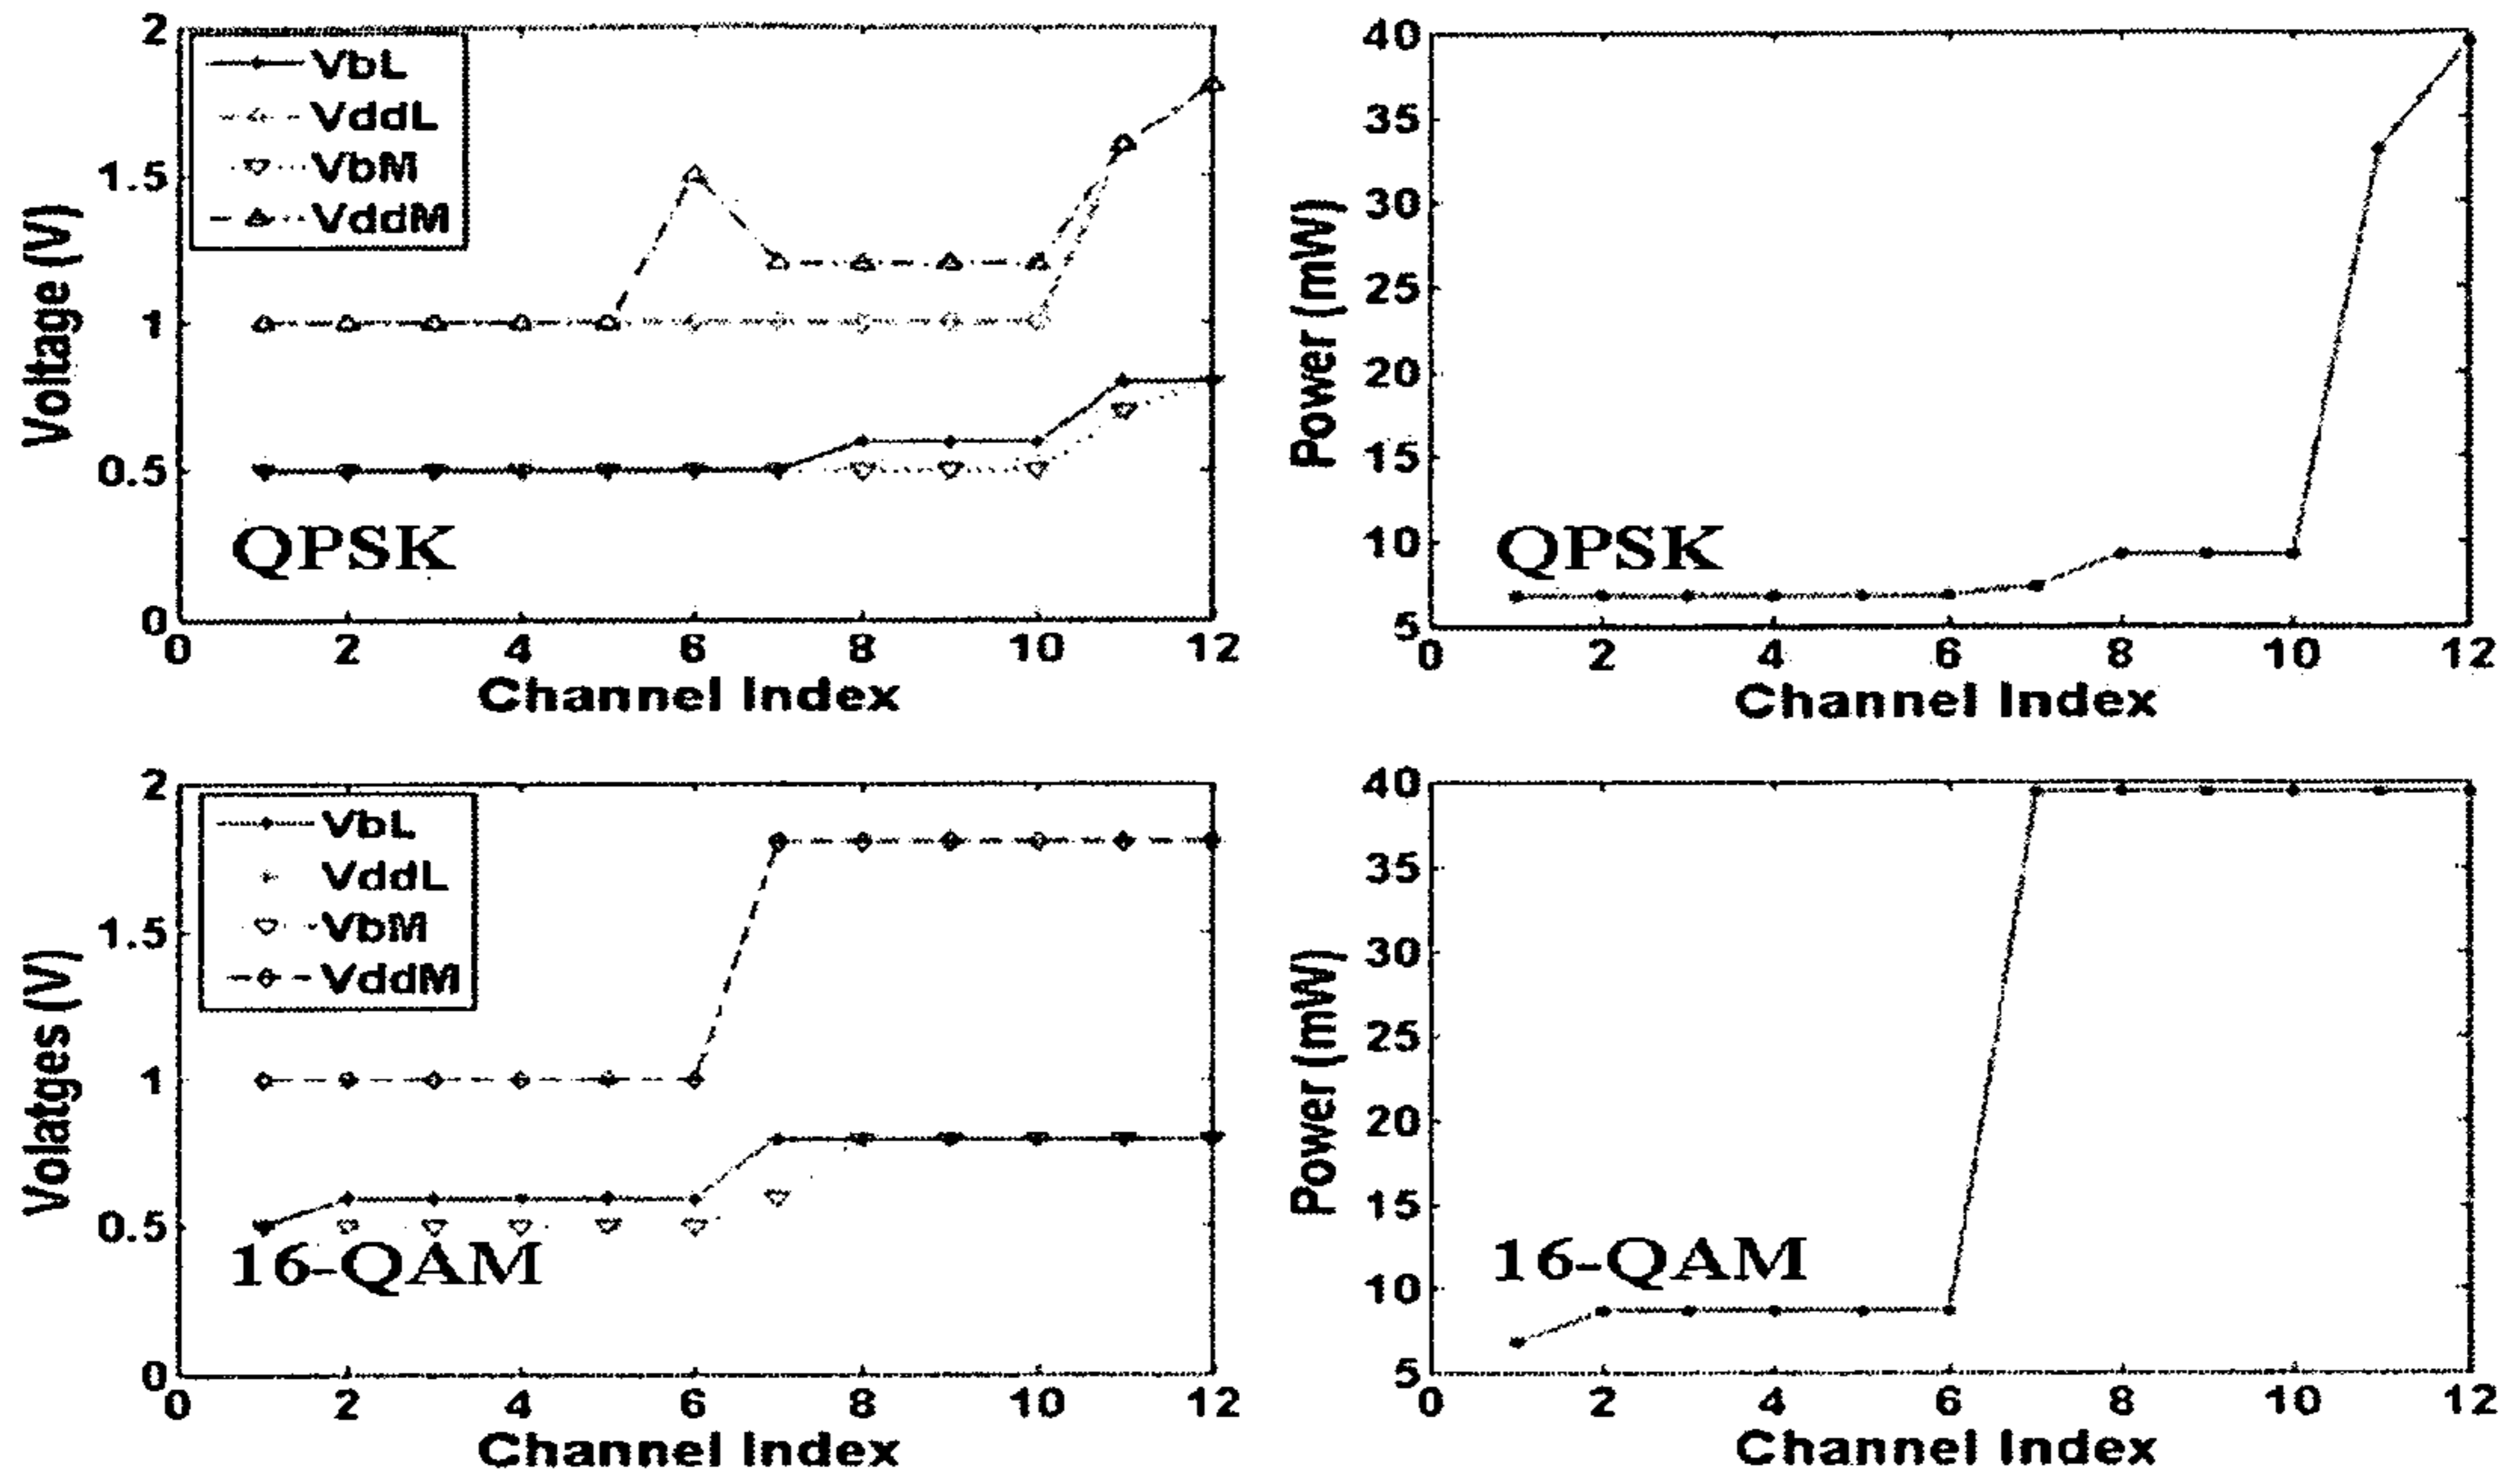 2
VbL
VddL
VbM
VddM
1.5
1
0.5
0
Voltage (V)
QPSK
0 2 4 6 8 10 12
Channel Index
40
35
30
25
20
15
10
5
Power (mW)
QPSK
0 2 4 6 8 10 12
Channel Index
2
VbL
VddL
VbM
VddM
1.5
1
0.5
0
Volatges (V)
16-QAM
0 2 4 6 8 10 12
Channel Index
40
35
30
25
20
15
10
5
Power (mW)
16-QAM
0 2 4 6 8 10 12
Channel Index